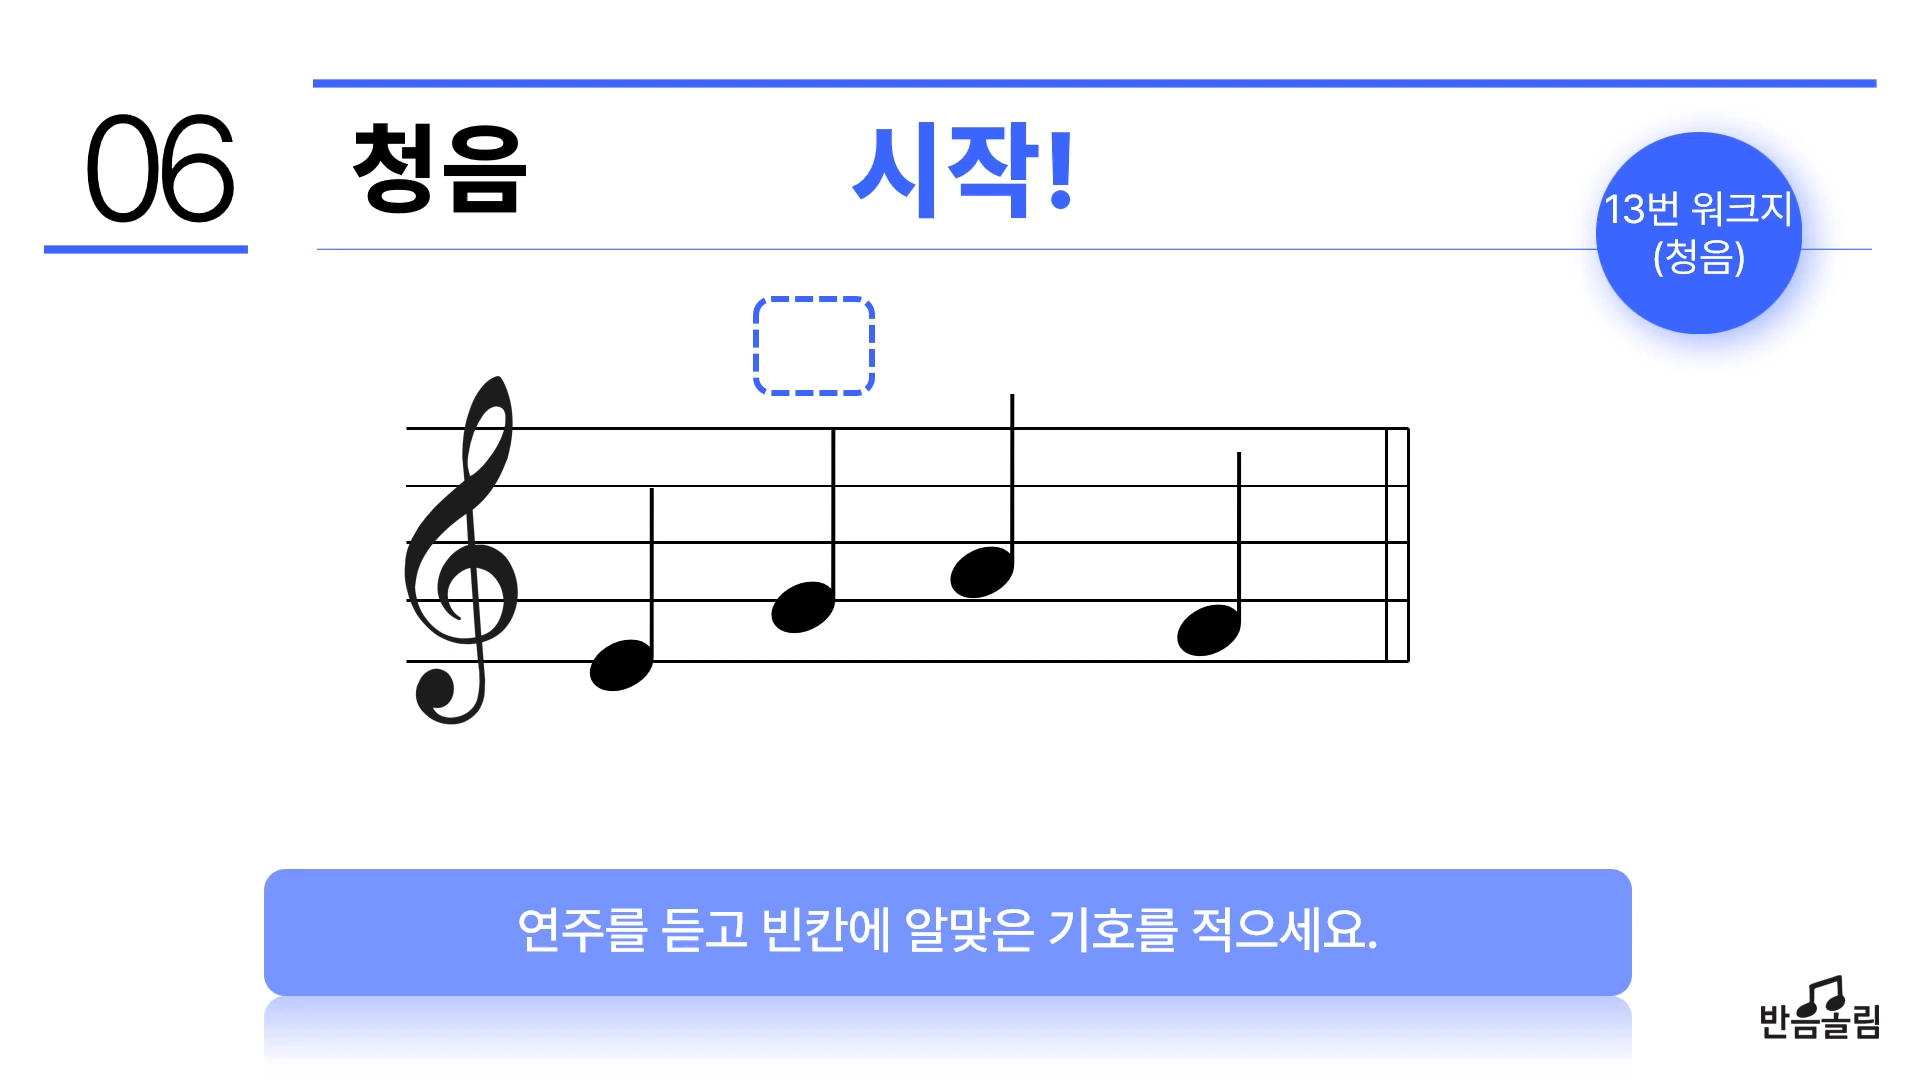 06
청음
시작!
13번 워크지
(청음)
연주를 듣고 빈칸에 알맞은 기호를 적으세요.
반음올림